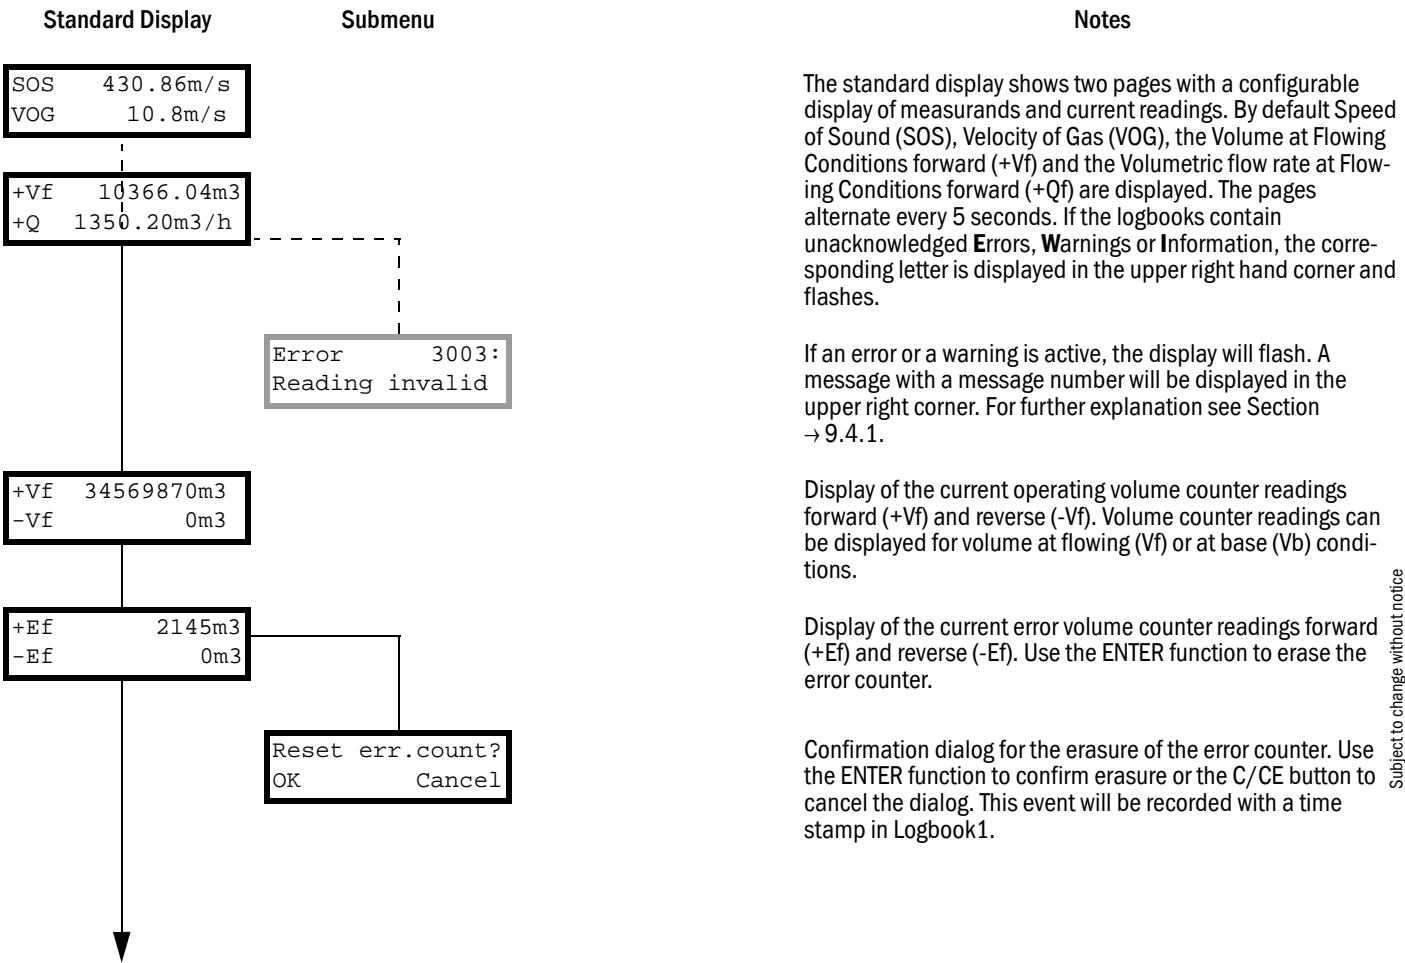 Standard Display
Submenu
Notes
SOS 430.86m/s
VOG 10.8m/s
+Vf 10366.04m3
+Q 1350.20m3/h
Error 3003:
Reading invalid
+Vf 34569870m3
-Vf 0m3
+Ef 2145m3
-Ef 0m3
Reset err.count?
OK Cancel
The standard display shows two pages with a configurable
display of measurands and current readings. By default Speed
of Sound (SOS), Velocity of Gas (VOG), the Volume at Flowing
Conditions forward (+Vf) and the Volumetric flow rate at Flow-
ing Conditions forward (+Qf) are displayed. The pages
alternate every 5 seconds. If the logbooks contain
unacknowledged Errors, Warnings or Information, the corre-
sponding letter is displayed in the upper right hand corner and
flashes.
If an error or a warning is active, the display will flash. A
message with a message number will be displayed in the
upper right corner. For further explanation see Section
→ 9.4.1.
Display of the current operating volume counter readings
forward (+Vf) and reverse (-Vf). Volume counter readings can
be displayed for volume at flowing (Vf) or at base (Vb) condi-
tions.
Display of the current error volume counter readings forward
(+Ef) and reverse (-Ef). Use the ENTER function to erase the
error counter.
Confirmation dialog for the erasure of the error counter. Use
the ENTER function to confirm erasure or the C/CE button to
cancel the dialog. This event will be recorded with a time
stamp in Logbook1.
Subject to change without notice